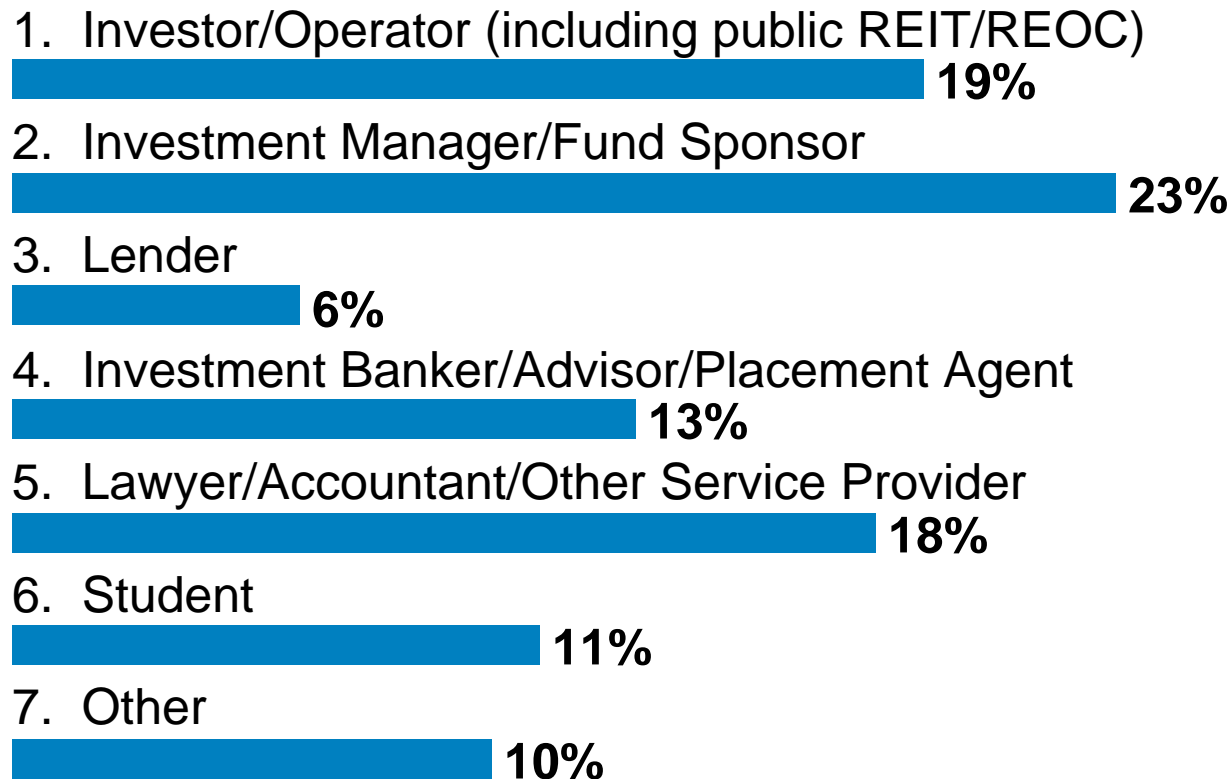 1. Investor/Operator (including public REIT/REOC)
19%
2. Investment Manager/Fund Sponsor
23%
3. Lender
6%
4. Investment Banker/Advisor/Placement Agent
13%
5. Lawyer/Accountant/Other Service Provider
18%
6. Student
11%
7. Other
10%